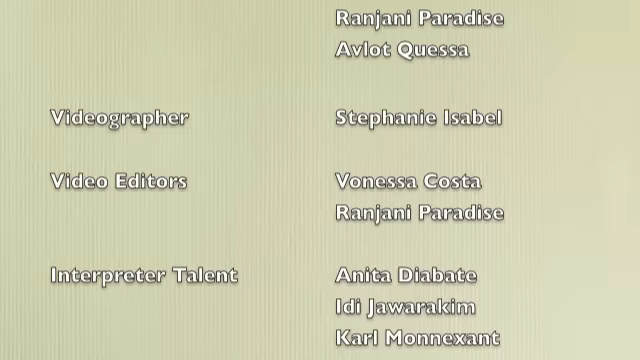 Ranjani Paradise
Avlot Quessa
Videographer Stephanie Isabel
Video Editors Vonessa Costa
Ranjani Paradise
Interpreter Talent Anita Diabate
Idi Jawarakim
Karl Monnexant